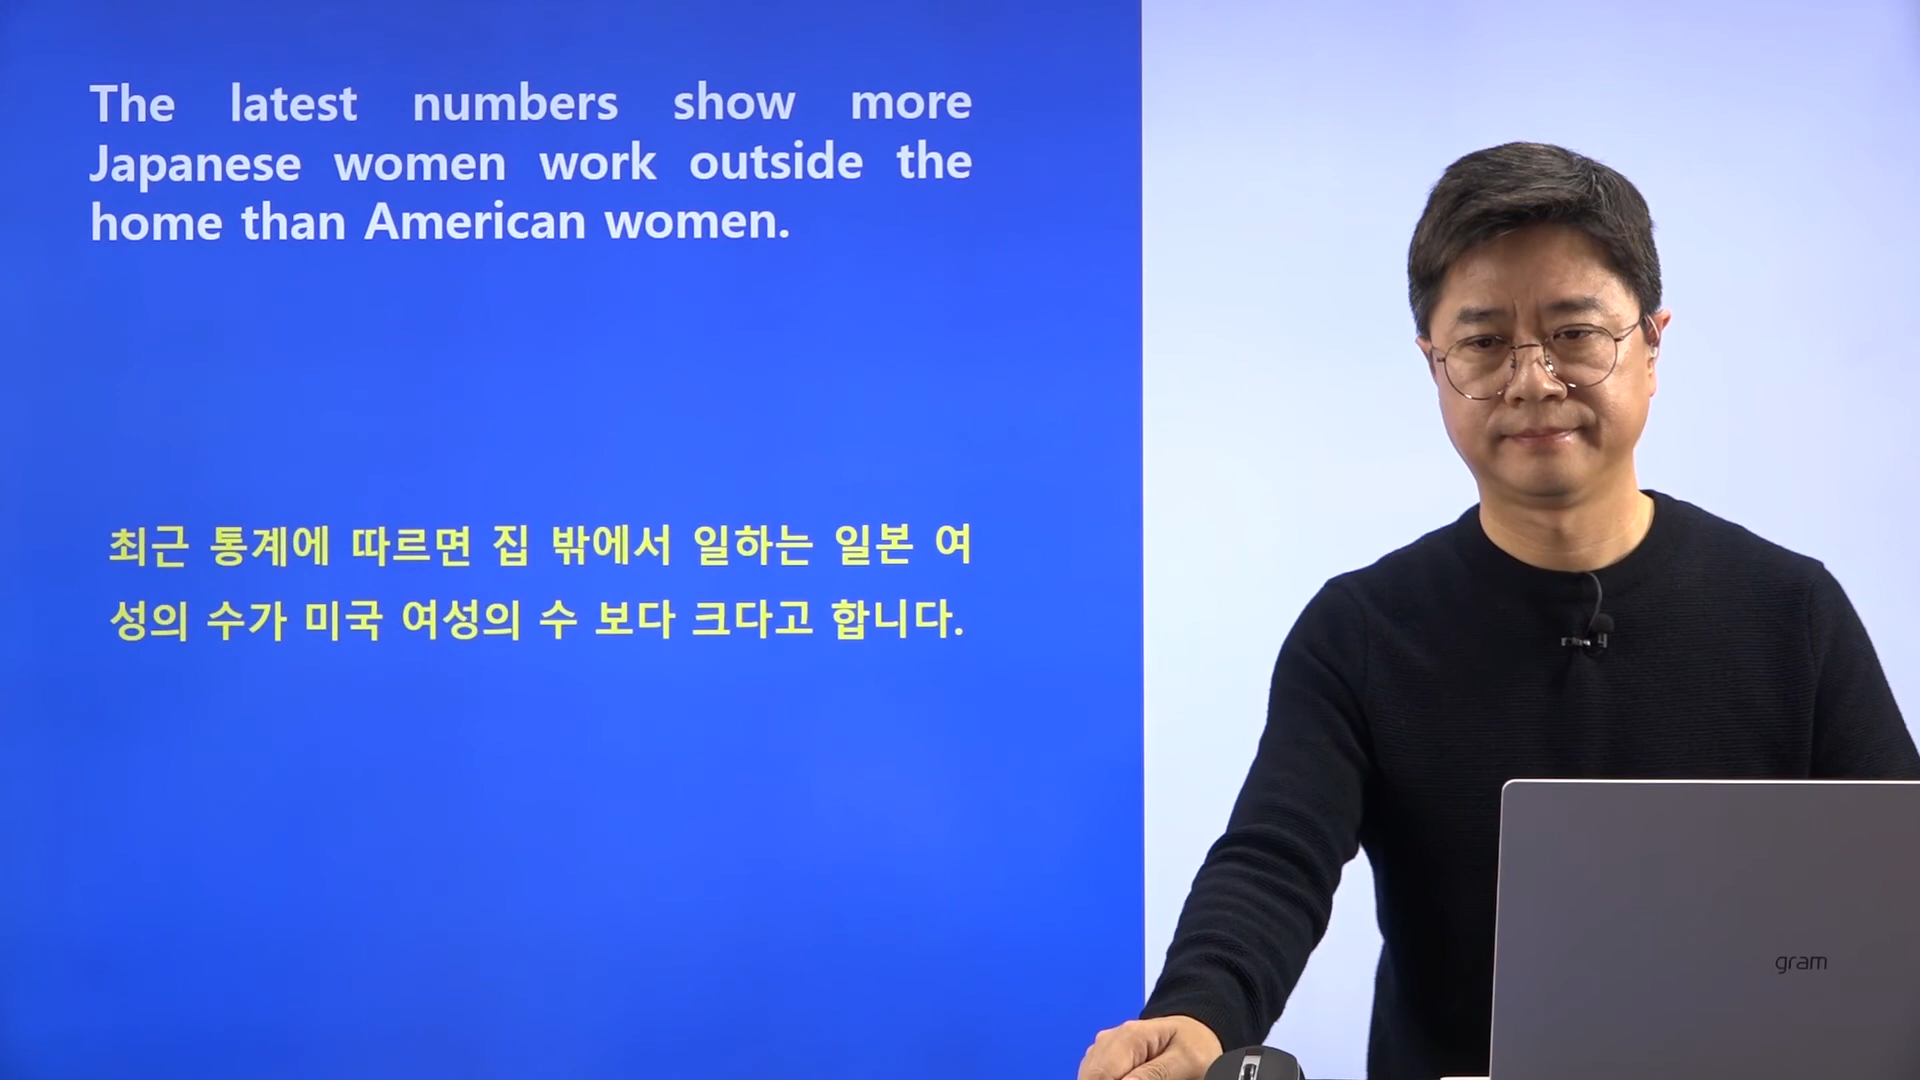 The latest numbers show more
Japanese women work outside the
home than American women.
최근 통계에 따르면 집 밖에서 일하는 일본 여
성의 수가 미국 여성의 수 보다 크다고 합니다.
gram